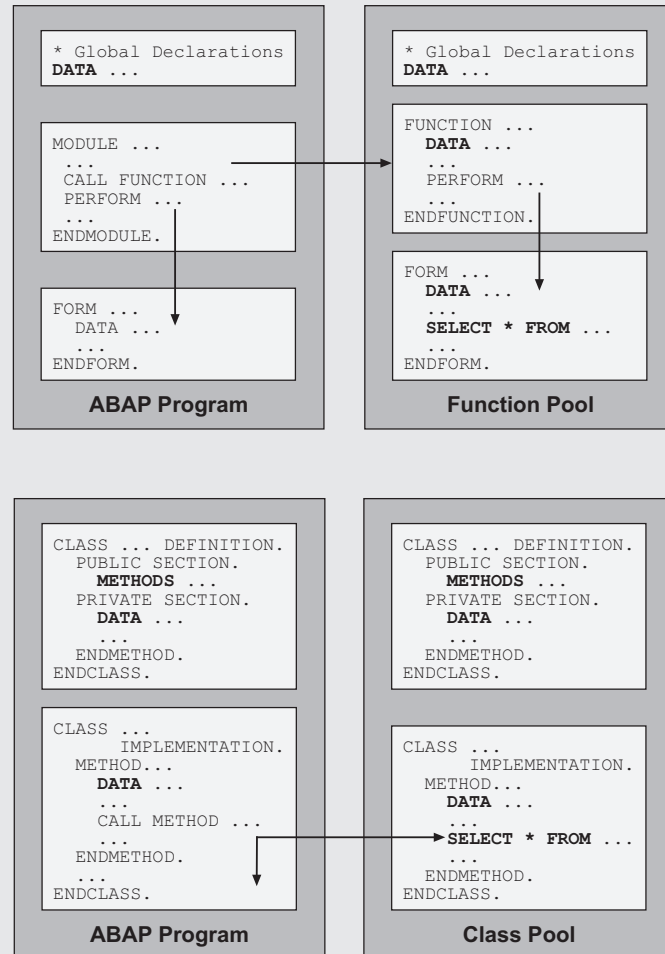 * Global Declarations
DATA ...
MODULE ...
...
CALL FUNCTION ...
PERFORM ...
...
ENDMODULE.
FORM ...
DATA ...
...
ENDFORM.
ABAP Program
* Global Declarations
DATA ...
FUNCTION ...
DATA ...
...
PERFORM ...
...
ENDFUNCTION.
FORM ...
DATA ...
...
SELECT * FROM ...
...
ENDFORM.
Function Pool
CLASS ... DEFINITION.
PUBLIC SECTION.
METHODS ...
PRIVATE SECTION.
DATA ...
...
ENDMETHOD.
ENDCLASS.
CLASS ...
IMPLEMENTATION.
METHOD...
DATA ...
...
CALL METHOD ...
...
ENDMETHOD.
...
ENDCLASS.
ABAP Program
CLASS ... DEFINITION.
PUBLIC SECTION.
METHODS ...
PRIVATE SECTION.
DATA ...
...
ENDMETHOD.
ENDCLASS.
CLASS ...
IMPLEMENTATION.
METHOD...
DATA ...
...
SELECT * FROM ...
...
ENDMETHOD.
ENDCLASS.
Class Pool